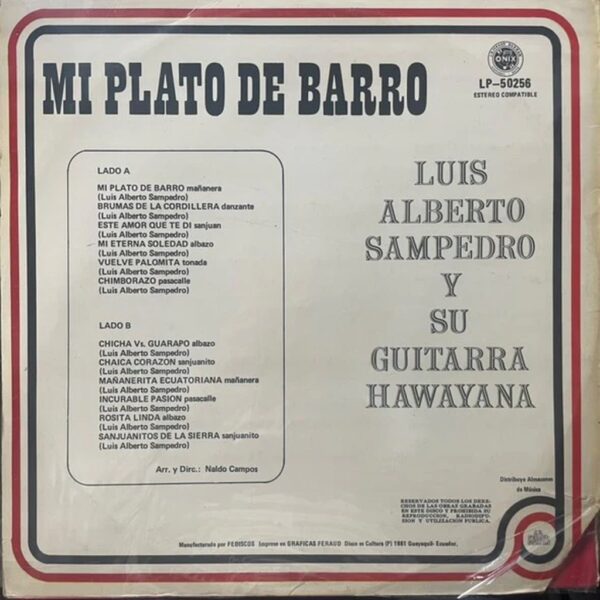 MI PLATO DE BARRO
ONIX
LP-50256
ESTEREO COMPATIBLE
LADO A
MI PLATO DE BARRO mañanera
(Luis Alberto Sampedro)
BRUMAS DE LA CORDILLERA danzante
(Luis Alberto Sampedro)
ESTE AMOR QUE TE DI sanjuan
(Luis Alberto Sampedro)
MI ETERNA SOLEDAD albazo
(Luis Alberto Sampedro)
VUELVE PALOMITA tonada
(Luis Alberto Sampedro)
CHIMBORAZO pasacalle
(Luis Alberto Sampedro)
LADO B
CHICHA Vs. GUARAPO albazo
(Luis Alberto Sampedro)
CHAICA CORAZON sanjuanito
(Luis Alberto Sampedro)
MAÑANERITA ECUATORIANA mañanera
(Luis Alberto Sampedro)
INCURABLE PASION pasacalle
(Luis Alberto Sampedro)
ROSITA LINDA albazo
(Luis Alberto Sampedro)
SANJUANITOS DE LA SIERRA sanjuanito
(Luis Alberto Sampedro)
Arr. y Dirc.: Naldo Campos
LUIS
ALBERTO
SAMPEDRO
Y
SU
GUITARRA
HAWAYANA
Distribuye Almacenes
de Música
RESERVADOS TODOS LOS DERE-
CHOS DE LAS OBRAS GRABADAS
EN ESTE DISCO Y PROHIBIDA SU
REPRODUCCION, RADIODIFU-
SION Y UTILIZACION PUBLICA.
Manufacturado por FEDISCOS Impreso en GRAFICAS FERAUD Disco es Cultura (P) 1981 Guayaquil- Ecuador,